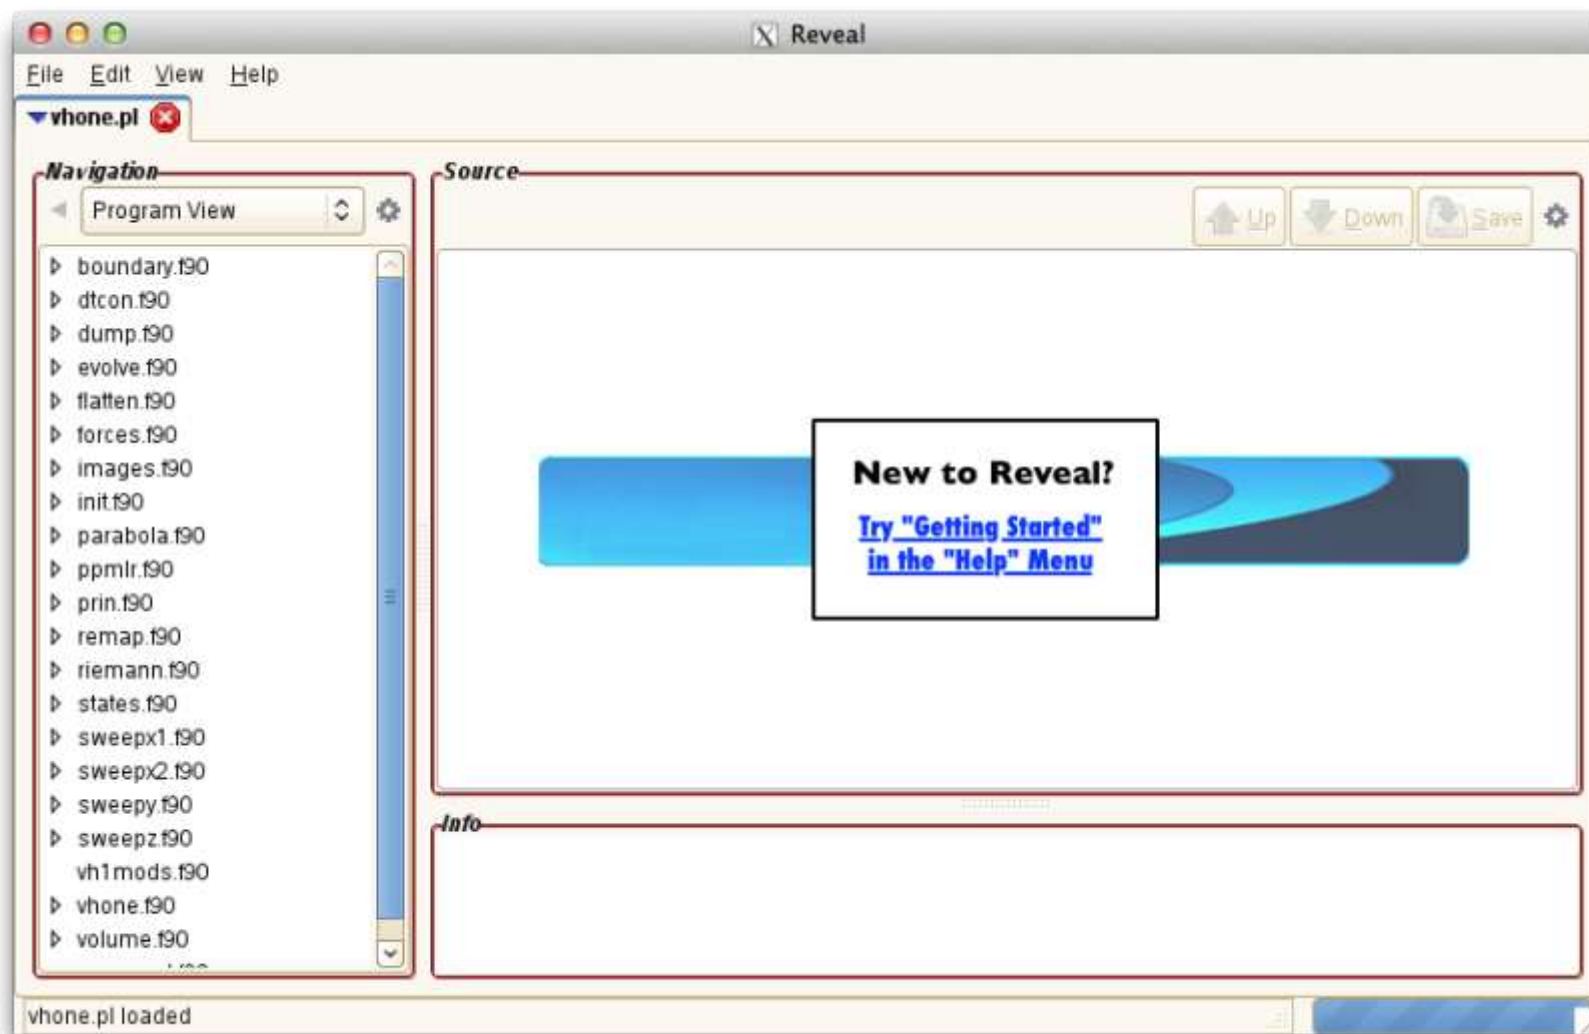 Reveal
File Edit View Help
vhone.pl
Navigation
Program View
boundary.f90
dtcon.f90
dump.f90
evolve.f90
flatten.f90
forces.f90
images.f90
init.f90
parabola.f90
ppmlr.f90
prin.f90
remap.f90
riemann.f90
states.f90
sweepx1.f90
sweepx2.f90
sweepy.f90
sweepz.f90
vh1mods.f90
vhone.f90
volume.f90
Source
Up Down Save
New to Reveal?
Try "Getting Started"
in the "Help" Menu
Info
vhone.pl loaded